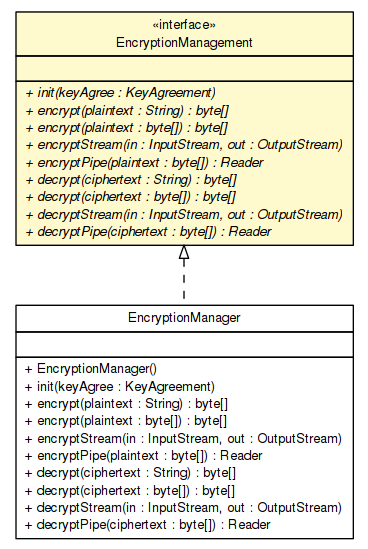 «interface»
EncryptionManagement
+ init(keyAgree : KeyAgreement)
+ encrypt(plaintext : String) : byte[]
+ encrypt(plaintext : byte[]) : byte[]
+ encryptStream(in : InputStream, out : OutputStream)
+ encryptPipe(plaintext : byte[]) : Reader
+ decrypt(ciphertext : String) : byte[]
+ decrypt(ciphertext : byte[]) : byte[]
+ decryptStream(in : InputStream, out : OutputStream)
+ decryptPipe(ciphertext : byte[]) : Reader
EncryptionManager
+ EncryptionManager()
+ init(keyAgree : KeyAgreement)
+ encrypt(plaintext : String) : byte[]
+ encrypt(plaintext : byte[]) : byte[]
+ encryptStream(in : InputStream, out : OutputStream)
+ encryptPipe(plaintext : byte[]) : Reader
+ decrypt(ciphertext : String) : byte[]
+ decrypt(ciphertext : byte[]) : byte[]
+ decryptStream(in : InputStream, out : OutputStream)
+ decryptPipe(ciphertext : byte[]) : Reader